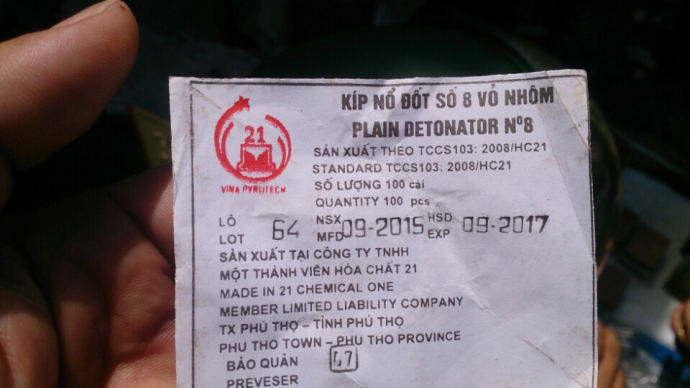 KÍP NỔ ĐỐT SỐ 8 VỎ NHÔM
PLAIN DETONATOR Nº8
21
VINA PYRUTECH
SẢN XUẤT THEO TCCS103: 2008/HC21
STANDARD TCCS103: 2008/HC21
SỐ LƯỢNG 100 cái
QUANTITY 100 pcs
LÔ NSX HSD
LOT 64 MFD 09-2015 EXP 09-2017
SẢN XUẤT TẠI CÔNG TY TNHH
MỘT THÀNH VIÊN HÓA CHẤT 21
MADE IN 21 CHEMICAL ONE
MEMBER LIMITED LIABILITY COMPANY
TX PHÚ THỌ – TỈNH PHÚ THỌ
PHU THO TOWN – PHU THO PROVINCE
BẢO QUẢN 47
PREVESER